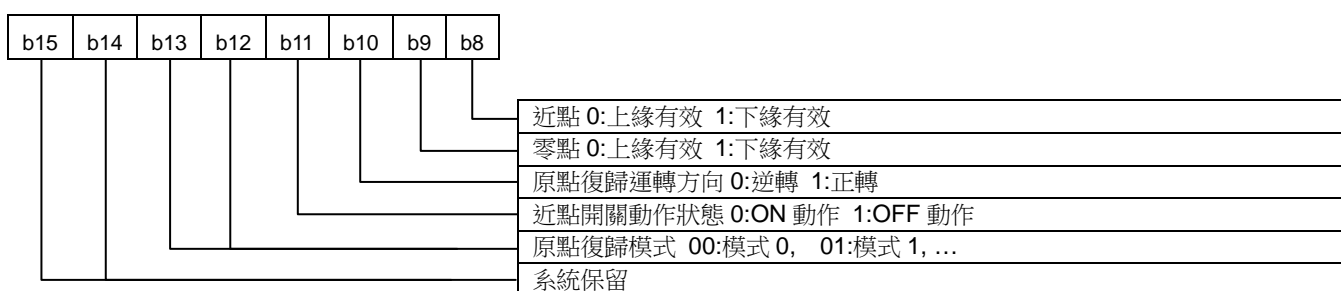 b15 b14 b13 b12 b11 b10 b9 b8
近點 0:上緣有效 1:下緣有效
零點 0:上緣有效 1:下緣有效
原點復歸運轉方向 0:逆轉 1:正轉
近點開關動作狀態 0:ON 動作 1:OFF 動作
原點復歸模式 00:模式 0, 01:模式 1, …
系統保留